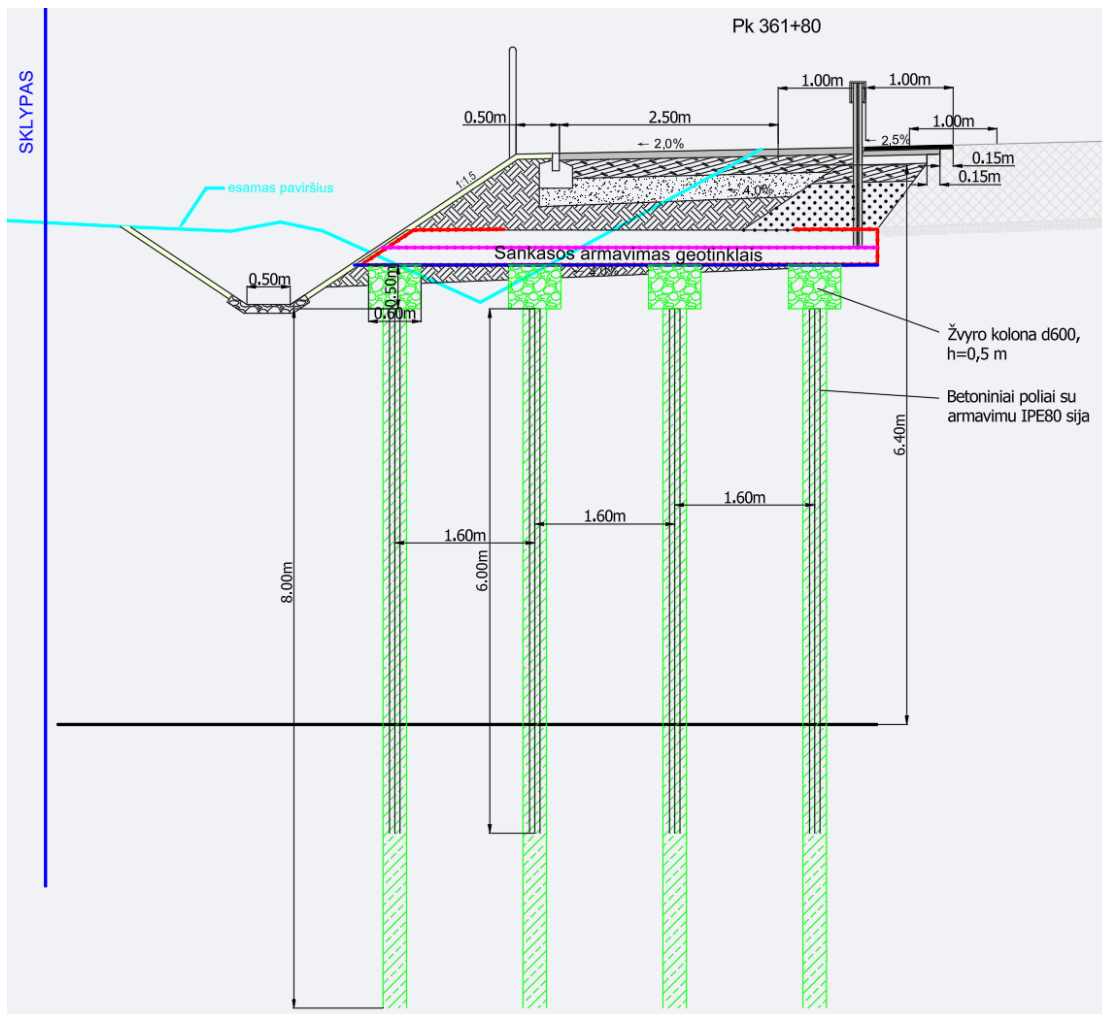 Pk 361+80
SKLYPAS
1.00m
1.00m
0.50m
2.50m
1.00m
← 2,0%
← 2,5%
0.15m
0.15m
1:1,5
esamas paviršius
← 4,0%
Sankasos armavimas geotinklais
← 4,0%
0.50m
0.50m
0.60m
Žvyro kolona d600,
h=0,5 m
Betoniniai poliai su
armavimu IPE80 sija
6.40m
1.60m
1.60m
1.60m
8.00m
6.00m